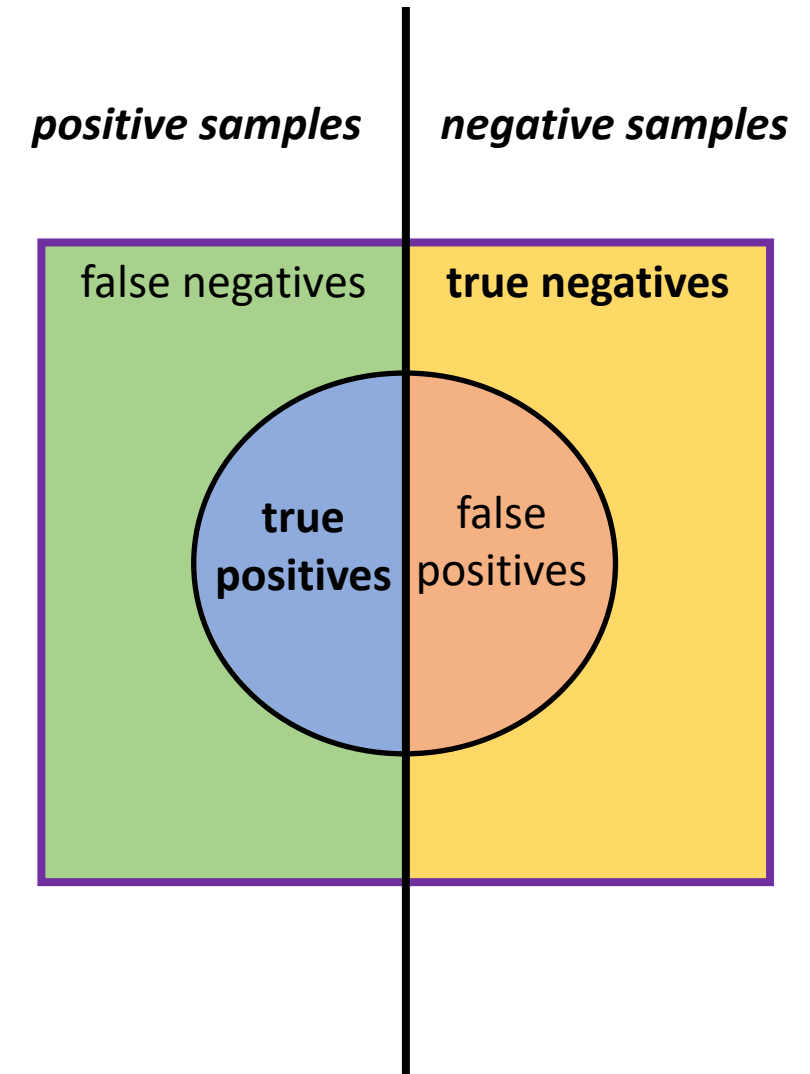 positive samples
negative samples
false negatives
true negatives
true
positives
false
positives